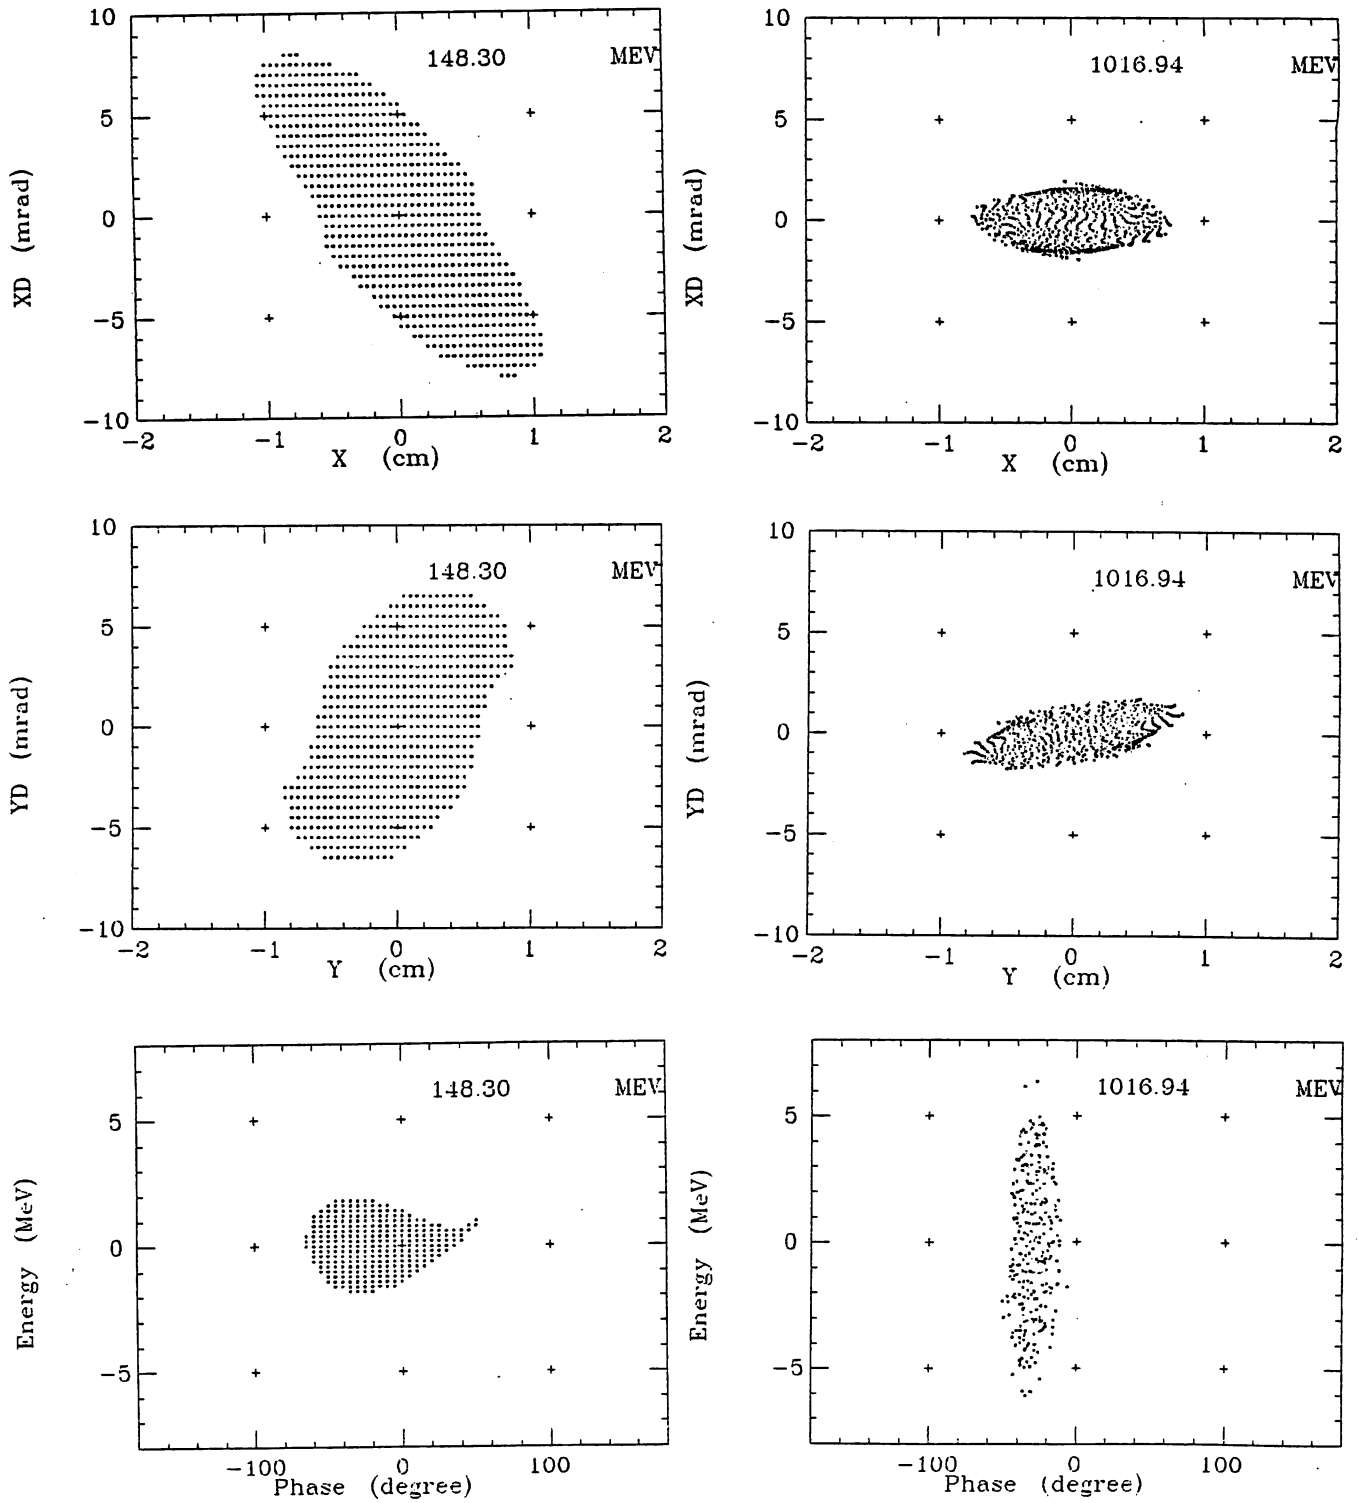 10
148.30 MEV
5
XD (mrad)
0
−5
−10
−2 −1 0 1 2
X (cm)
10
1016.94 MEV
5
XD (mrad)
0
−5
−10
−2 −1 0 1 2
X (cm)
10
148.30 MEV
5
YD (mrad)
0
−5
−10
−2 −1 0 1 2
Y (cm)
10
1016.94 MEV
5
YD (mrad)
0
−5
−10
−2 −1 0 1 2
Y (cm)
148.30 MEV
5
Energy (MeV)
0
−5
−100 0 100
Phase (degree)
1016.94 MEV
5
Energy (MeV)
0
−5
−100 0 100
Phase (degree)